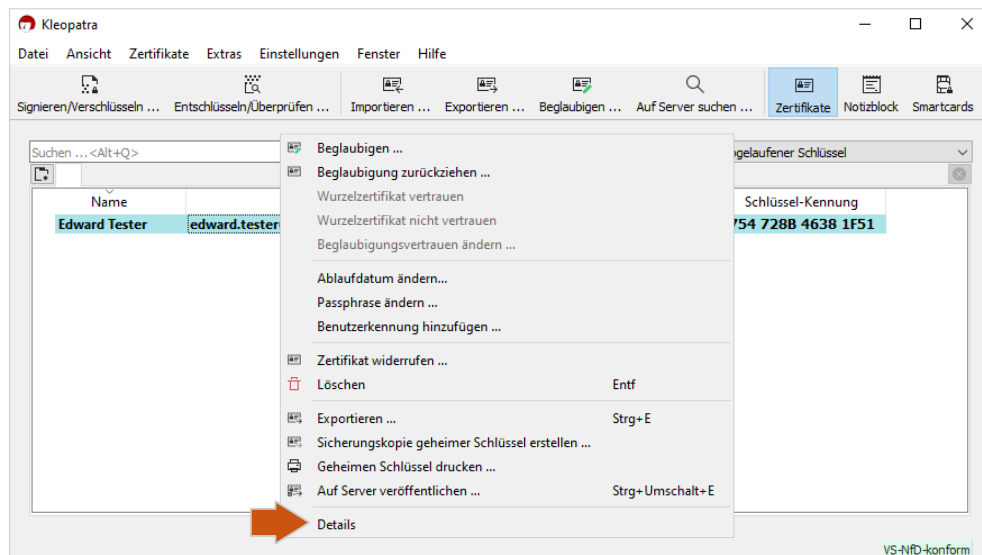 Kleopatra
Datei Ansicht Zertifikate Extras Einstellungen Fenster Hilfe
Signieren/Verschlüsseln ... Entschlüsseln/Überprüfen ... Importieren ... Exportieren ... Beglaubigen ... Auf Server suchen ... Zertifikate Notizblock Smartcards
Suchen ...<Alt+Q> Schlüssel
Beglaubigen ...
Beglaubigung zurückziehen ...
Wurzelzertifikat vertrauen
Wurzelzertifikat nicht vertrauen
Beglaubigungsvertrauen ändern ...
Ablaufdatum ändern...
Passphrase ändern ...
Benutzerkennung hinzufügen ...
Zertifikat widerrufen ...
Löschen Entf
Exportieren ... Strg+E
Sicherungskopie geheimer Schlüssel erstellen ...
Geheimen Schlüssel drucken ...
Auf Server veröffentlichen ... Strg+Umschalt+E
Details
Name Schlüssel-Kennung
Edward Tester edward.tester 728B 4638 1F51
VS-NfD-konform